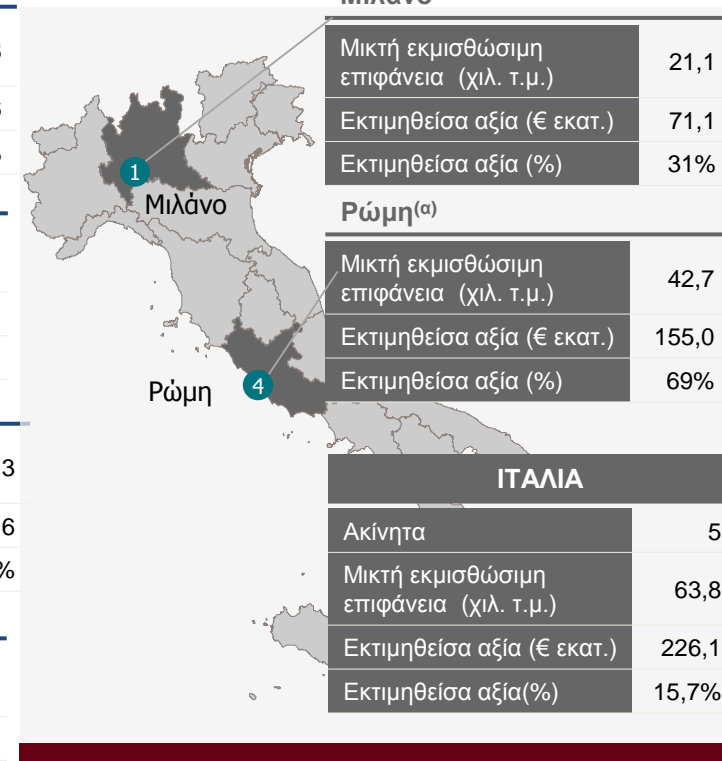 Μιλάνο
Μικτή εκμισθώσιμη
επιφάνεια (χιλ. τ.μ.)
21,1
Εκτιμηθείσα αξία (€ εκατ.)
71,1
Εκτιμηθείσα αξία (%)
31%
1
Μιλάνο
Ρώμη(α)
Μικτή εκμισθώσιμη
επιφάνεια (χιλ. τ.μ.)
42,7
Εκτιμηθείσα αξία (€ εκατ.)
155,0
Εκτιμηθείσα αξία (%)
69%
Ρώμη
4
ΙΤΑΛΙΑ
Ακίνητα
5
Μικτή εκμισθώσιμη
επιφάνεια (χιλ. τ.μ.)
63,8
Εκτιμηθείσα αξία (€ εκατ.)
226,1
Εκτιμηθείσα αξία(%)
15,7%
3
6
%